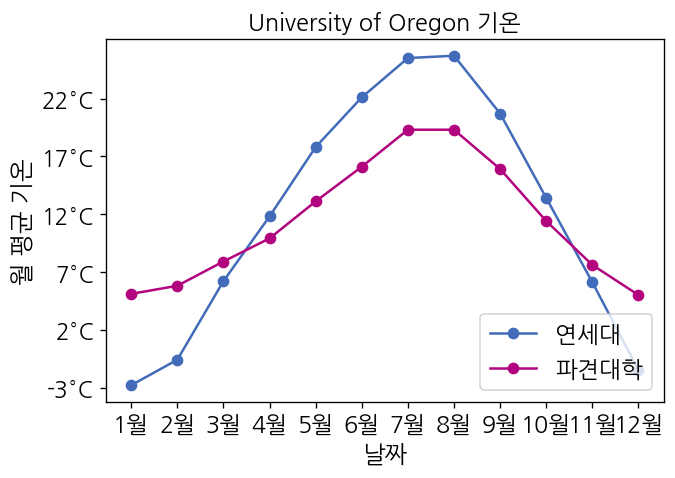 University of Oregon 기온
월 평균 기온
22˚C
17˚C
12˚C
7˚C
2˚C
-3˚C
1월 2월 3월 4월 5월 6월 7월 8월 9월 10월 11월 12월
날짜
연세대
파견대학